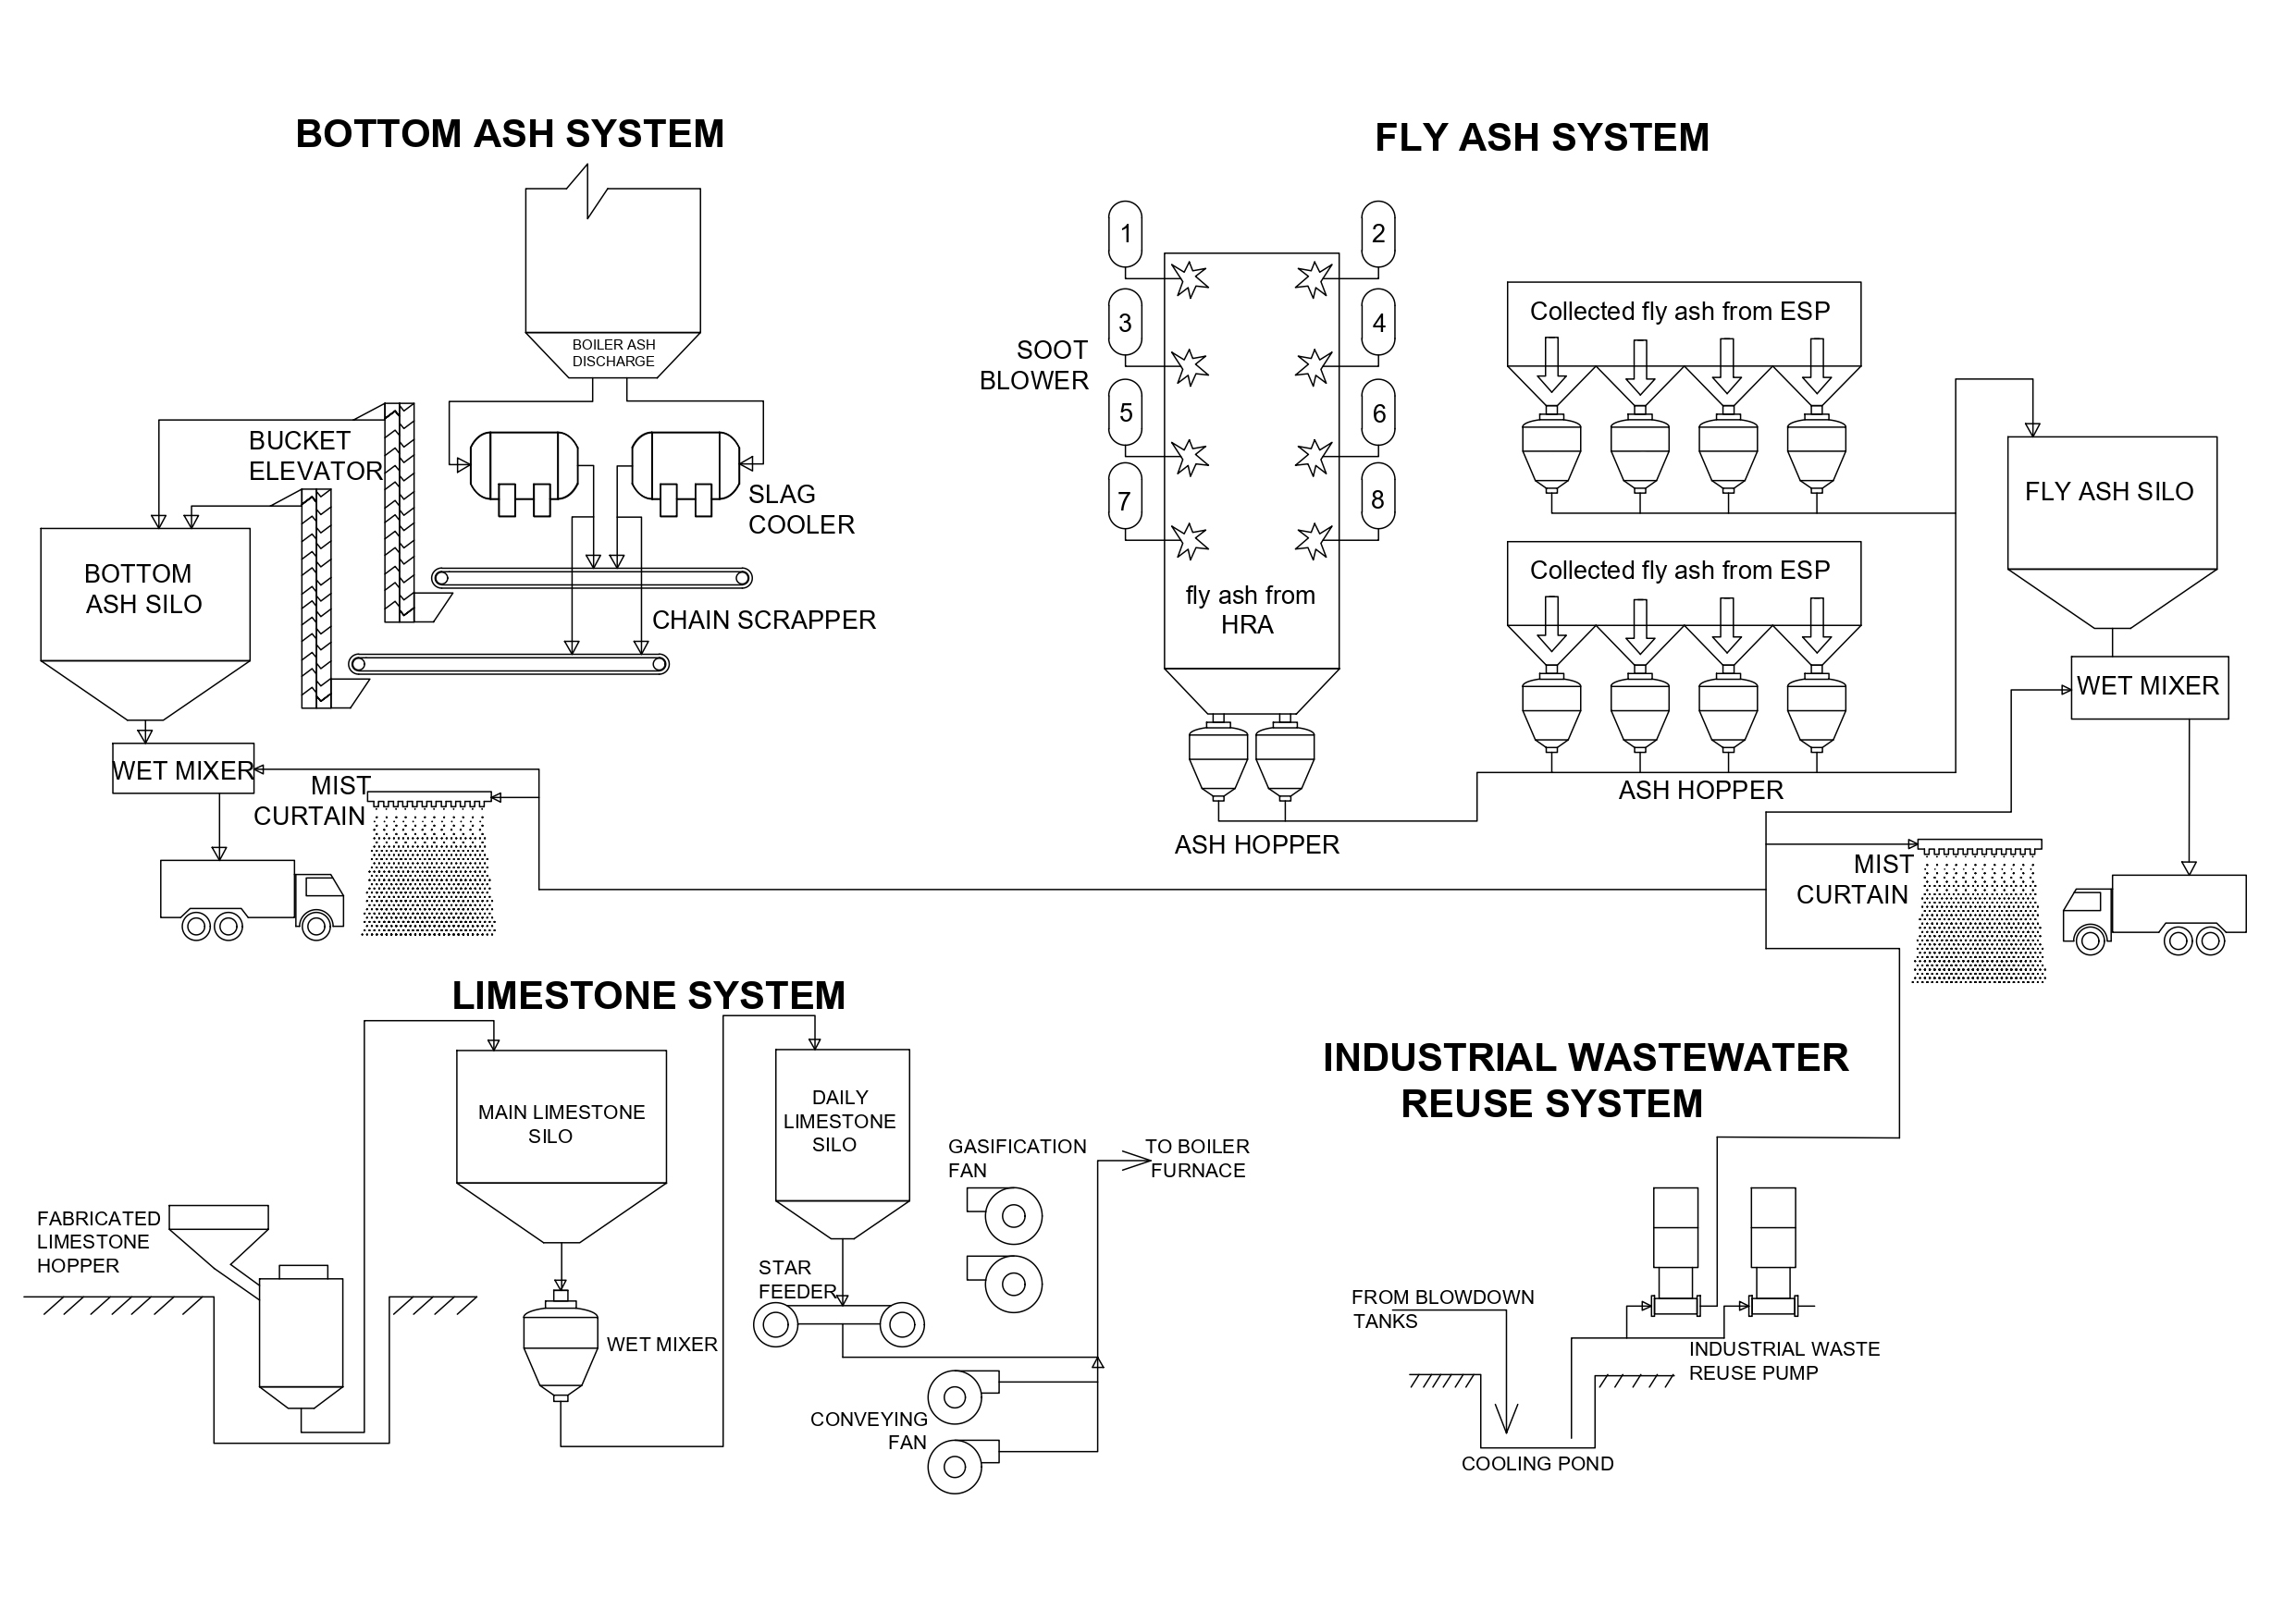 BOTTOM ASH SYSTEM
BOILER ASH
DISCHARGE
BUCKET
ELEVATOR
SLAG
COOLER
BOTTOM
ASH SILO
CHAIN SCRAPPER
WET MIXER
MIST
CURTAIN
FLY ASH SYSTEM
1
2
3
4
5
6
7
8
SOOT
BLOWER
fly ash from
HRA
ASH HOPPER
Collected fly ash from ESP
Collected fly ash from ESP
ASH HOPPER
FLY ASH SILO
WET MIXER
MIST
CURTAIN
LIMESTONE SYSTEM
FABRICATED
LIMESTONE
HOPPER
MAIN LIMESTONE
SILO
WET MIXER
DAILY
LIMESTONE
SILO
STAR
FEEDER
GASIFICATION
FAN
TO BOILER
FURNACE
CONVEYING
FAN
INDUSTRIAL WASTEWATER
REUSE SYSTEM
FROM BLOWDOWN
TANKS
INDUSTRIAL WASTE
REUSE PUMP
COOLING POND